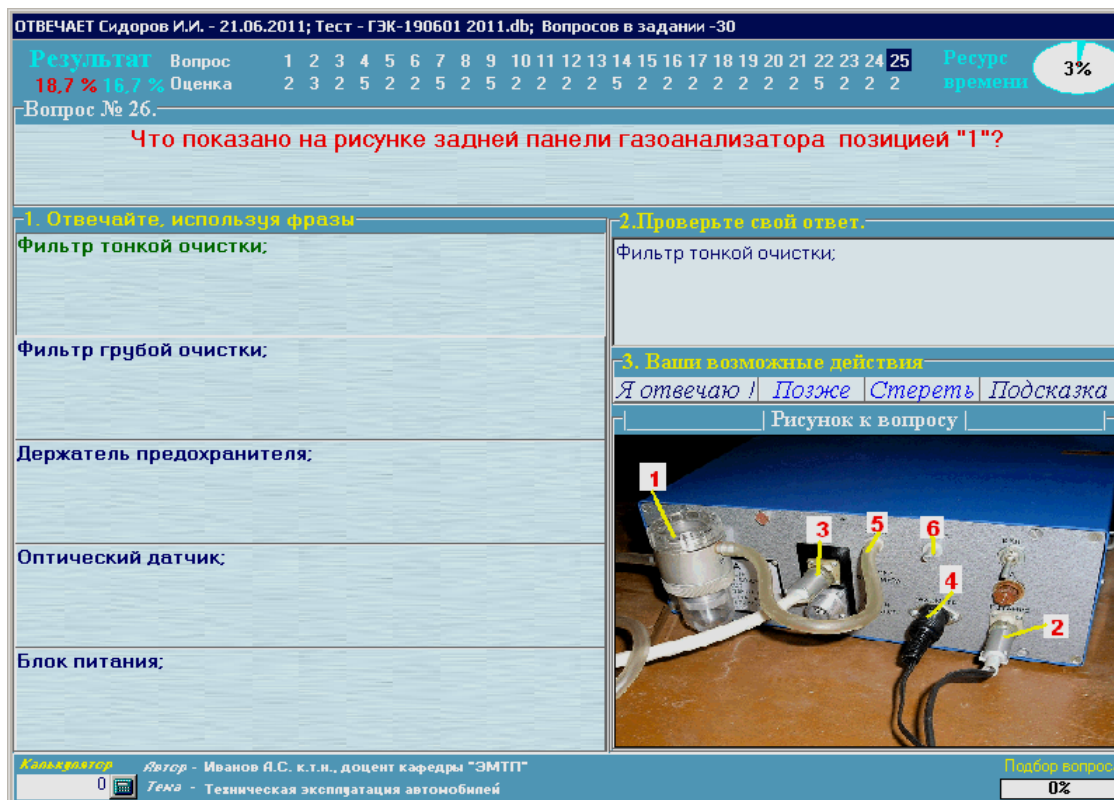 ОТВЕЧАЕТ Сидоров И.И. - 21.06.2011; Тест - ГЭК-190601 2011.db; Вопросов в задании -30
Результат Вопрос 1 2 3 4 5 6 7 8 9 10 11 12 13 14 15 16 17 18 19 20 21 22 23 24 25 Ресурс
18,7 % 16,7 % Оценка 2 3 2 5 2 2 5 2 5 2 2 2 2 5 2 2 2 2 2 2 2 5 2 2 2 времени 3%
Вопрос № 26.
Что показано на рисунке задней панели газоанализатора позицией "1"?
1. Отвечайте, используя фразы
Фильтр тонкой очистки;
Фильтр грубой очистки;
Держатель предохранителя;
Оптический датчик;
Блок питания;
2.Проверьте свой ответ.
Фильтр тонкой очистки;
3. Ваши возможные действия
Я отвечаю ! Позже Стереть Подсказка
Рисунок к вопросу
1
3
5
6
4
2
Калькулятор Автор - Иванов А.С. к.т.н., доцент кафедры "ЭМТП"
0 Тема - Техническая эксплуатация автомобилей
Подбор вопрос
0%